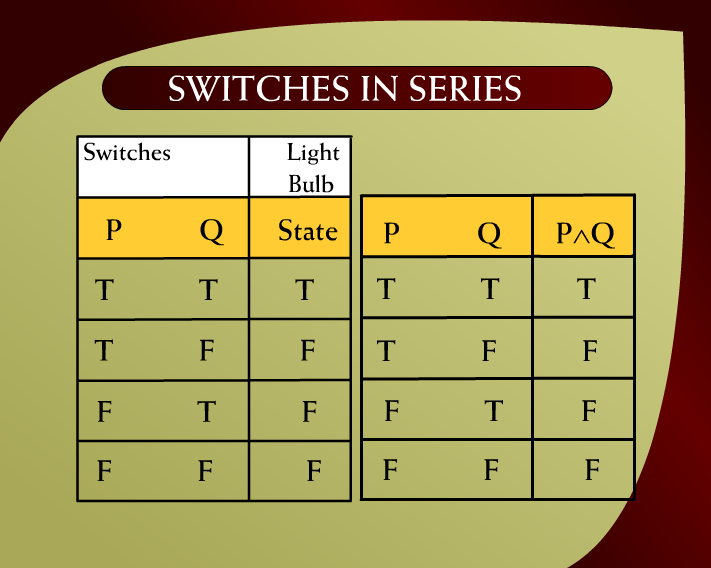 SWITCHES IN SERIES
Switches Light
Bulb
P Q State
T T T
T F F
F T F
F F F
P Q P∧Q
T T T
T F F
F T F
F F F